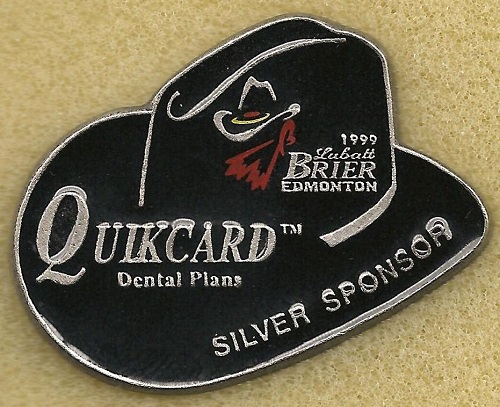 1999
Labatt
BRIER
EDMONTON
QUIKCARD™
Dental Plans
SILVER SPONSOR